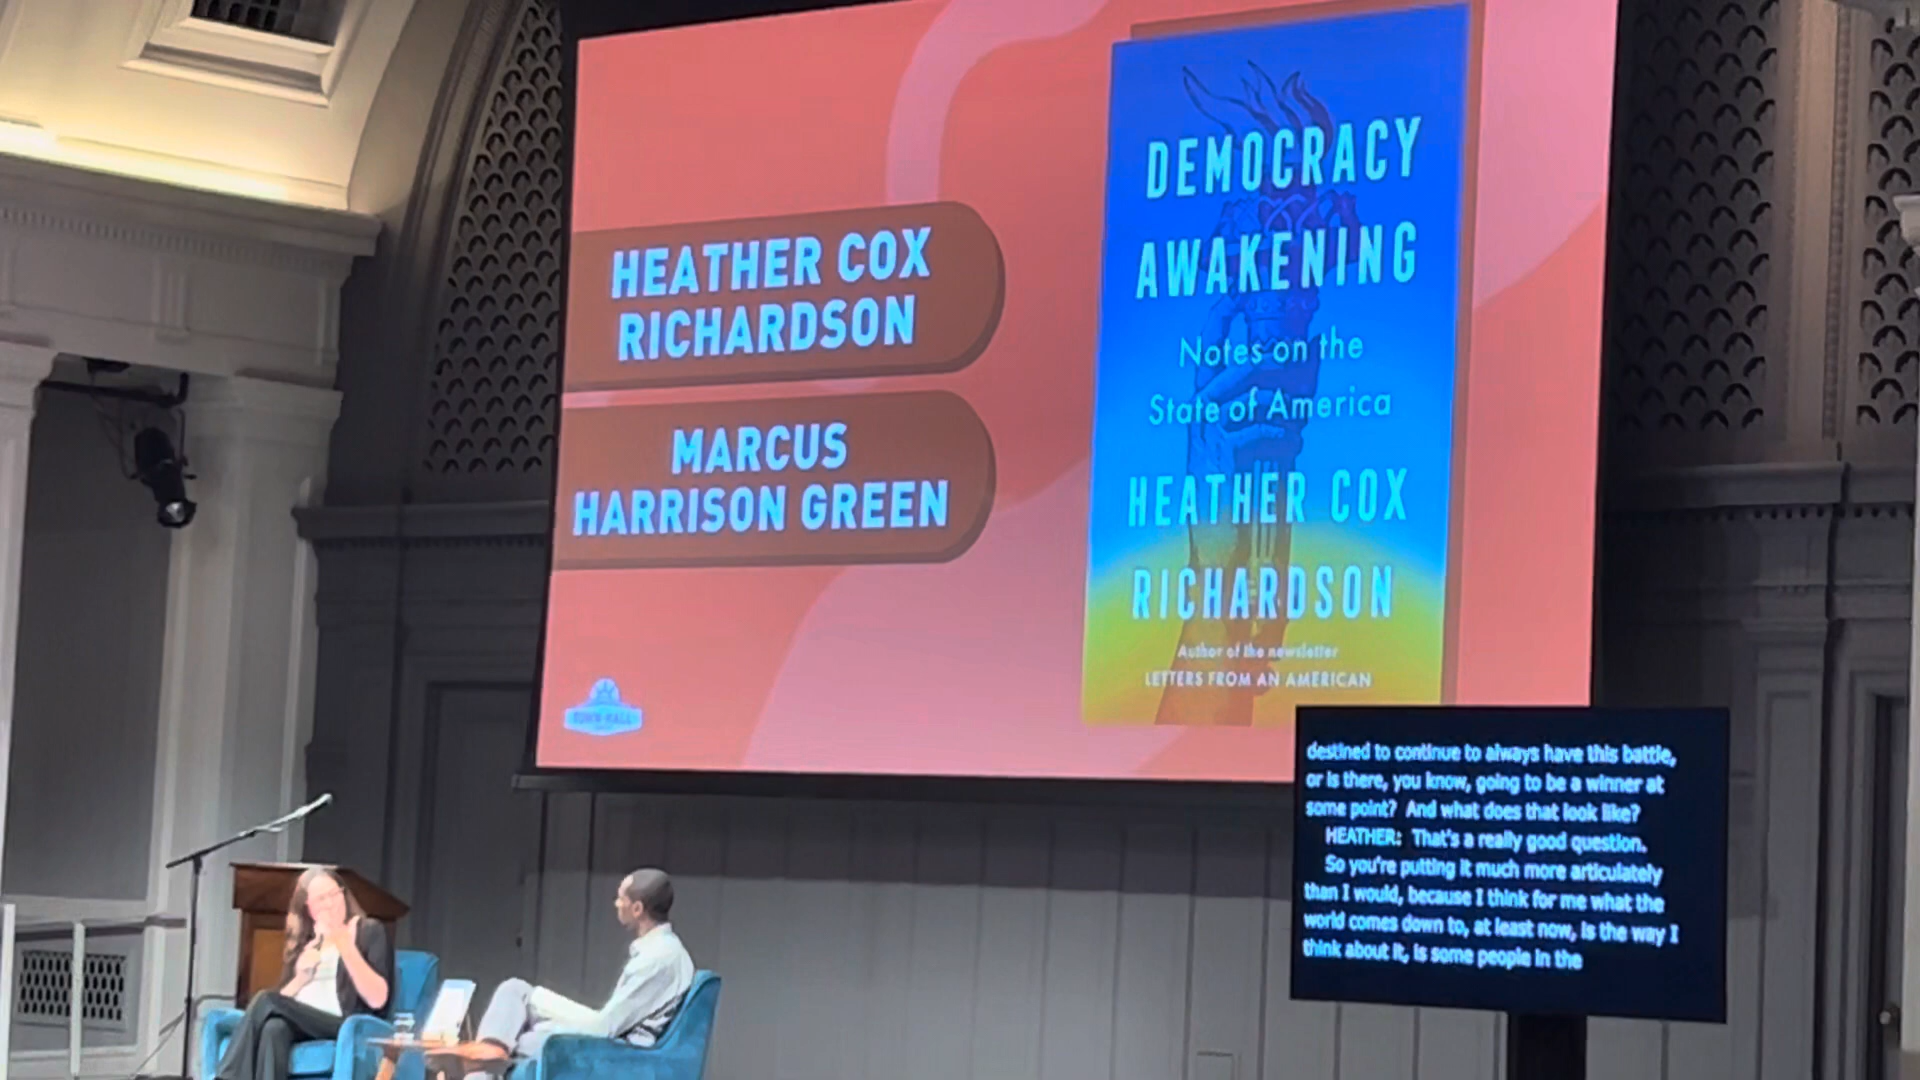 HEATHER COX
RICHARDSON
MARCUS
HARRISON GREEN
TOWN HALL
DEMOCRACY
AWAKENING
Notes on the
State of America
HEATHER COX
RICHARDSON
Author of the newsletter
LETTERS FROM AN AMERICAN
destined to continue to always have this battle,
or is there, you know, going to be a winner at
some point? And what does that look like?
HEATHER: That's a really good question.
So you're putting it much more articulately
than I would, because I think for me what the
world comes down to, at least now, is the way I
think about it, is some people in the